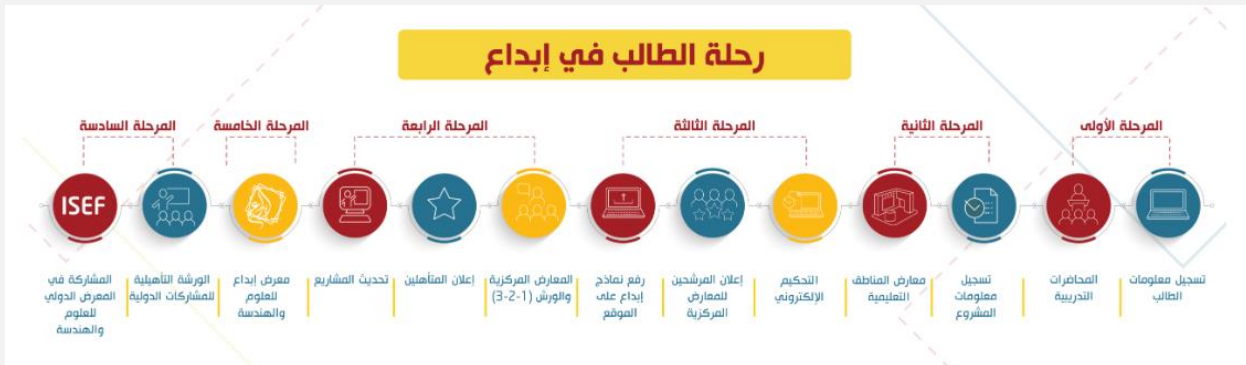 رحلة الطالب في إبداع
المرحلة الأولى
المرحلة الثانية
المرحلة الثالثة
المرحلة الرابعة
المرحلة الخامسة
المرحلة السادسة
ISEF
تسجيل معلومات
الطالب
المحاضرات
التدريبية
تسجيل
معلومات
المشروع
معارض المناطق
التعليمية
التحكيم
الإلكتروني
إعلان المرشحين
للمعارض
المركزية
رفع نماذج
إبداع على
الموقع
المعارض المركزية
والورش (1-2-3)
إعلان المتأهلين
تحديث المشاريع
معرض إبداع
للعلوم
والهندسة
الورشة التأهيلية
للمشاركات الدولية
المشاركة في
المعرض الدولي
للعلوم
والهندسة